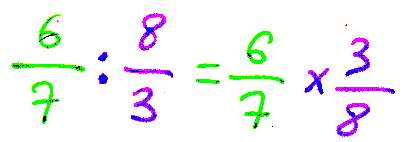 6/7 : 8/3 = 6/7 x 3/8